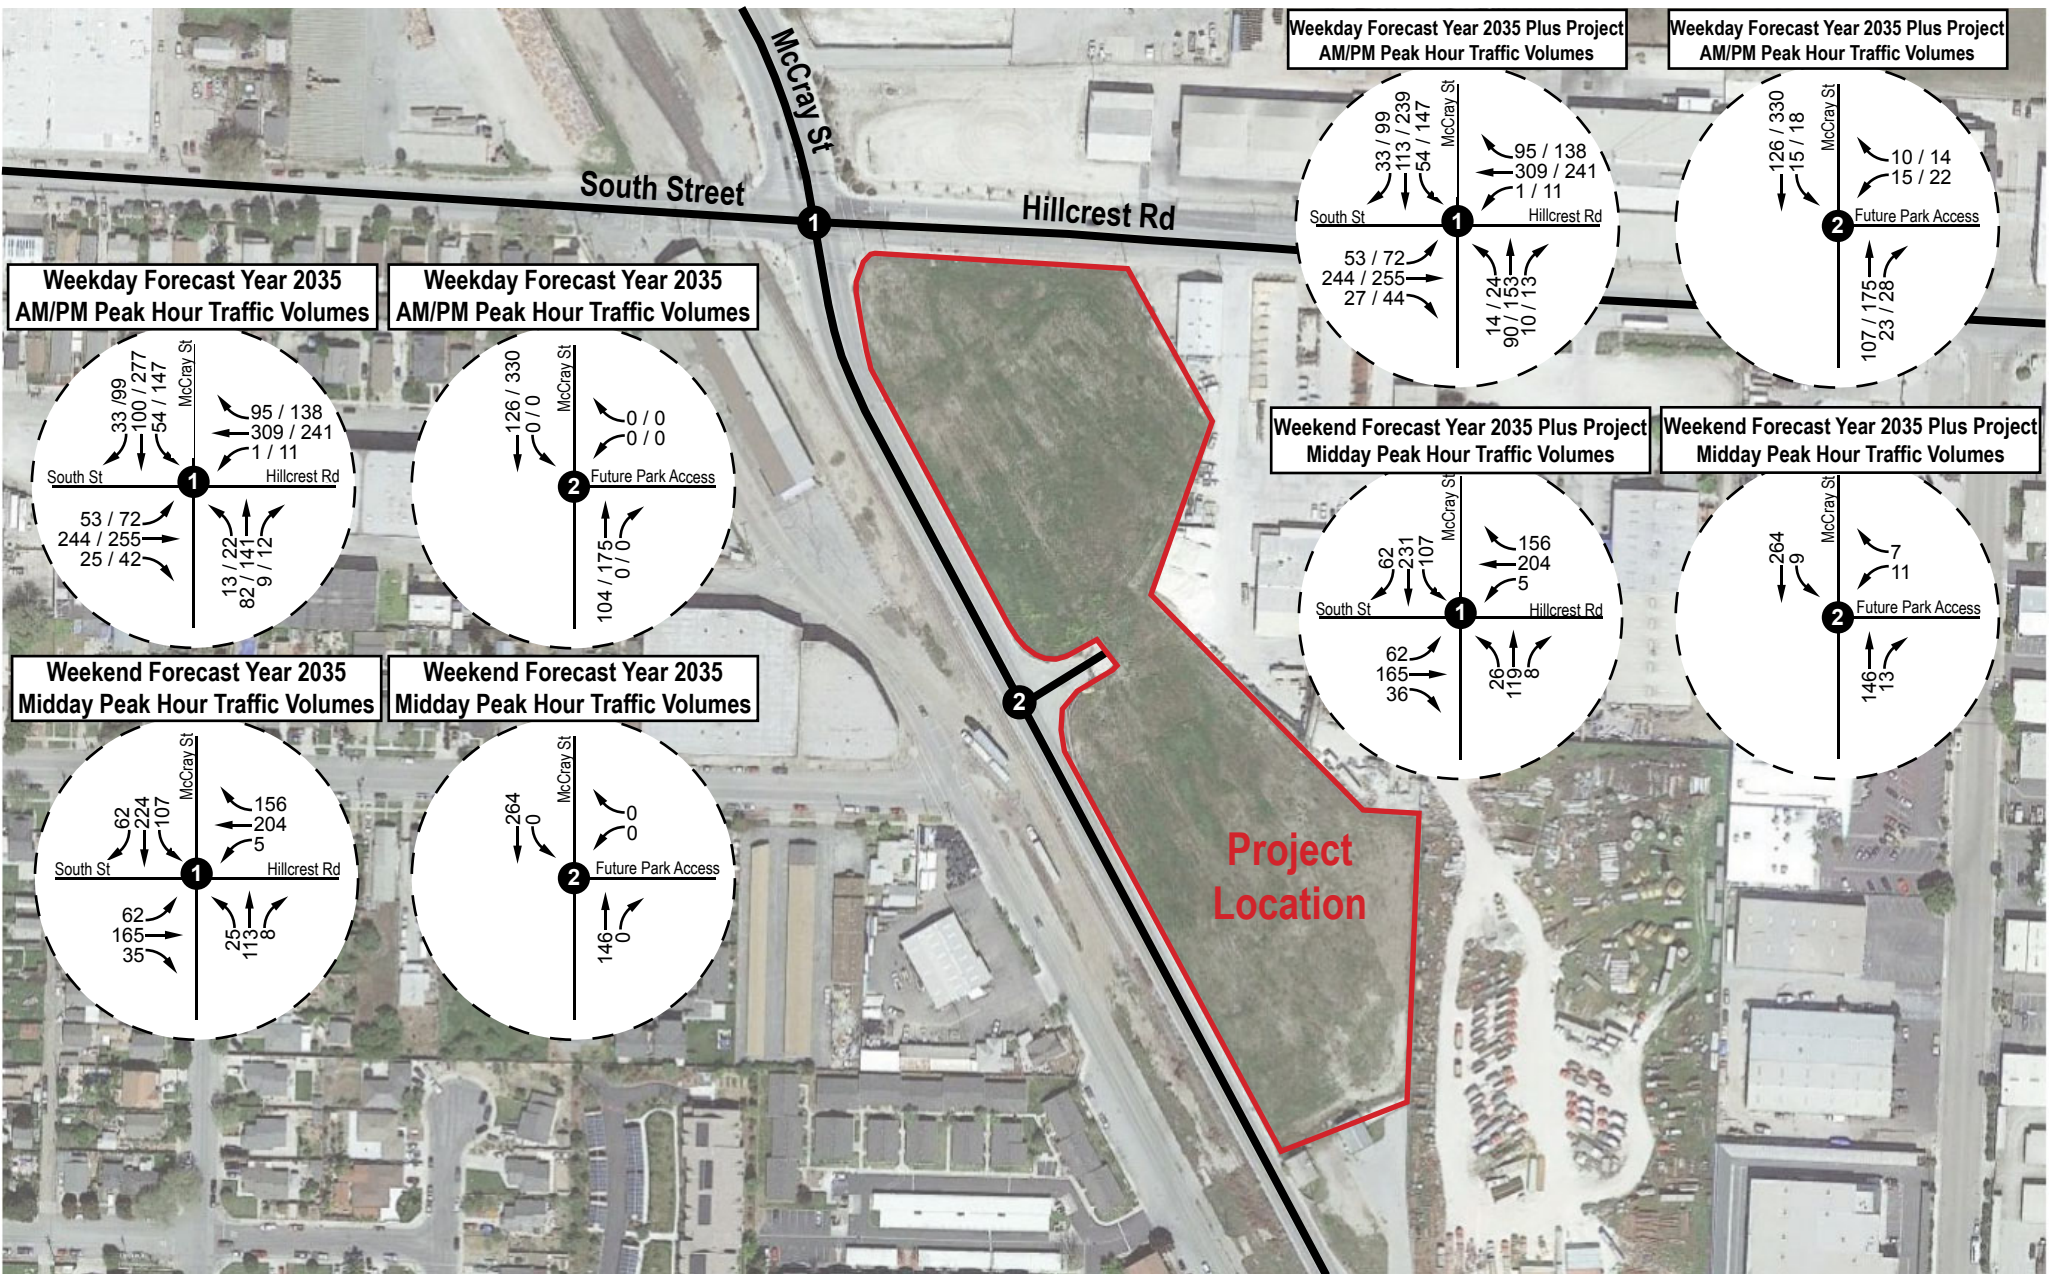 McCray St
South Street
Hillcrest Rd
1
2
Project
Location
Weekday Forecast Year 2035
AM/PM Peak Hour Traffic Volumes
33 /99
100 / 277
54 / 147
McCray St
95 / 138
309 / 241
1 / 11
South St
1
Hillcrest Rd
53 / 72
244 / 255
25 / 42
13 / 22
82 / 141
9 / 12
Weekday Forecast Year 2035
AM/PM Peak Hour Traffic Volumes
126 / 330
0 / 0
McCray St
0 / 0
0 / 0
2
Future Park Access
104 / 175
0 / 0
Weekend Forecast Year 2035
Midday Peak Hour Traffic Volumes
62
224
107
McCray St
156
204
5
South St
1
Hillcrest Rd
62
165
35
25
113
8
Weekend Forecast Year 2035
Midday Peak Hour Traffic Volumes
264
0
McCray St
0
0
2
Future Park Access
146
0
Weekday Forecast Year 2035 Plus Project
AM/PM Peak Hour Traffic Volumes
33 / 99
113 / 239
54 / 147
McCray St
95 / 138
309 / 241
1 / 11
South St
1
Hillcrest Rd
53 / 72
244 / 255
27 / 44
14 / 24
90 / 153
10 / 13
Weekday Forecast Year 2035 Plus Project
AM/PM Peak Hour Traffic Volumes
126 / 330
15 / 18
McCray St
10 / 14
15 / 22
2
Future Park Access
107 / 175
23 / 28
Weekend Forecast Year 2035 Plus Project
Midday Peak Hour Traffic Volumes
62
231
107
McCray St
156
204
5
South St
1
Hillcrest Rd
62
165
36
26
119
8
Weekend Forecast Year 2035 Plus Project
Midday Peak Hour Traffic Volumes
264
9
McCray St
7
11
2
Future Park Access
146
13